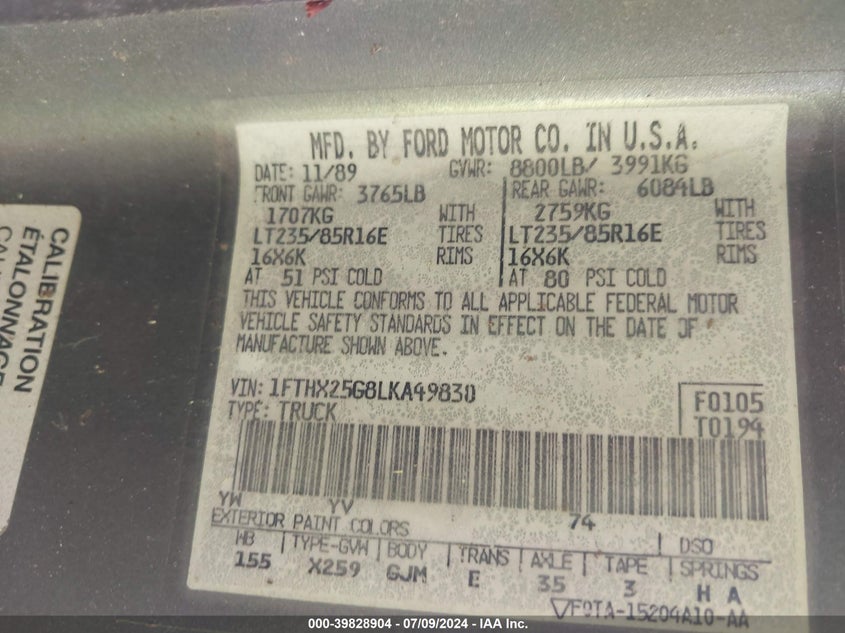 MFD. BY FORD MOTOR CO. IN U.S.A.
DATE: 11/89 GVWR: 8800LB/ 3991KG
FRONT GAWR: 3765LB REAR GAWR: 6084LB
1707KG WITH 2759KG WITH
LT235/85R16E TIRES LT235/85R16E TIRES
16X6K RIMS 16X6K RIMS
AT 51 PSI COLD AT 80 PSI COLD
THIS VEHICLE CONFORMS TO ALL APPLICABLE FEDERAL MOTOR
VEHICLE SAFETY STANDARDS IN EFFECT ON THE DATE OF
MANUFACTURE SHOWN ABOVE.
VIN: 1FTHX25G8LKA49830 F0105
TYPE: TRUCK T0194
YW YV 74
EXTERIOR PAINT COLORS DSO
WB TYPE-GVW BODY TRANS AXLE TAPE SPRINGS
155 X259 GJM E 35 3 H A
F0TA-15204A10-AA
CALIBRATION
ÉTALONNAGE
000-39828904 - 07/09/2024 - IAA Inc.